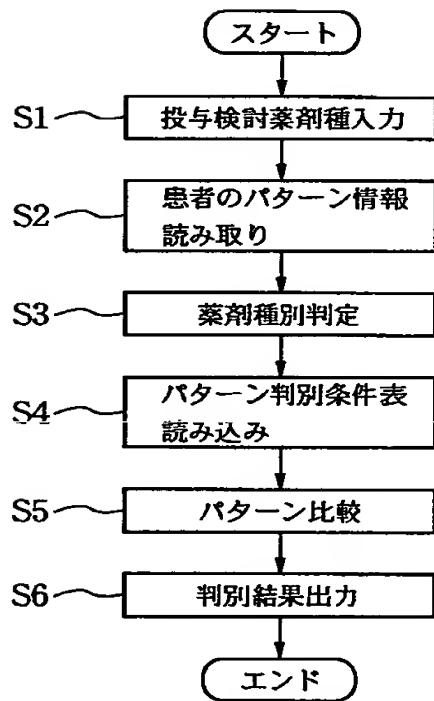 スタート
S1 投与検討薬剤種入力
S2 患者のパターン情報
読み取り
S3 薬剤種別判定
S4 パターン判別条件表
読み込み
S5 パターン比較
S6 判別結果出力
エンド